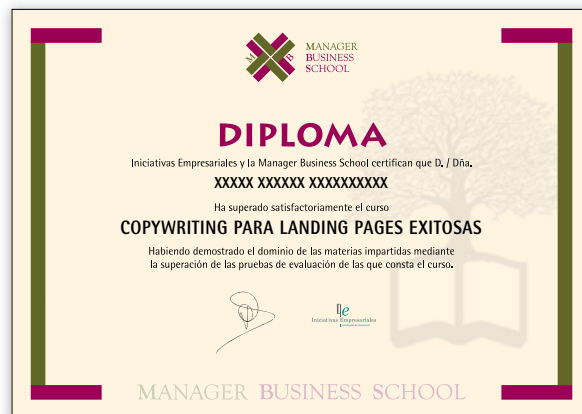 M B
MANAGER
BUSINESS
SCHOOL
DIPLOMA
Iniciativas Empresariales y la Manager Business School certifican que D. / Dña.
XXXXX XXXXXX XXXXXXXXXX
Ha superado satisfactoriamente el curso
COPYWRITING PARA LANDING PAGES EXITOSAS
Habiendo demostrado el dominio de las materias impartidas mediante
la superación de las pruebas de evaluación de las que consta el curso.
Iniciativas Empresariales
MANAGER BUSINESS SCHOOL